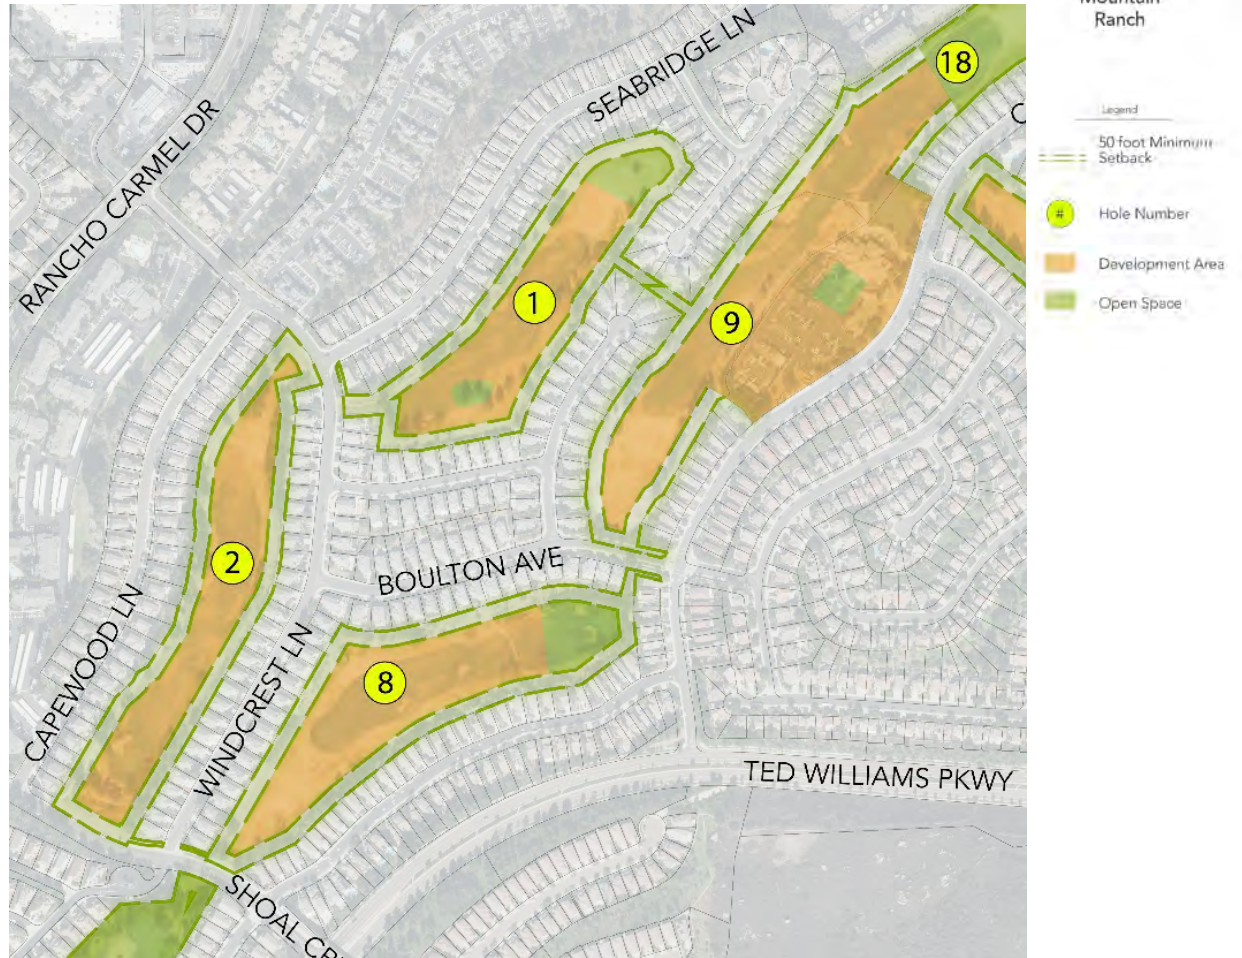 Mountain
Ranch
SEABRIDGE LN
18
RANCHO CARMEL DR
Legend
50 foot Minimum
Setback
# Hole Number
Development Area
Open Space
1
9
2
BOULTON AVE
CAPEWOOD LN
WINDCREST LN
8
TED WILLIAMS PKWY
SHOAL CR